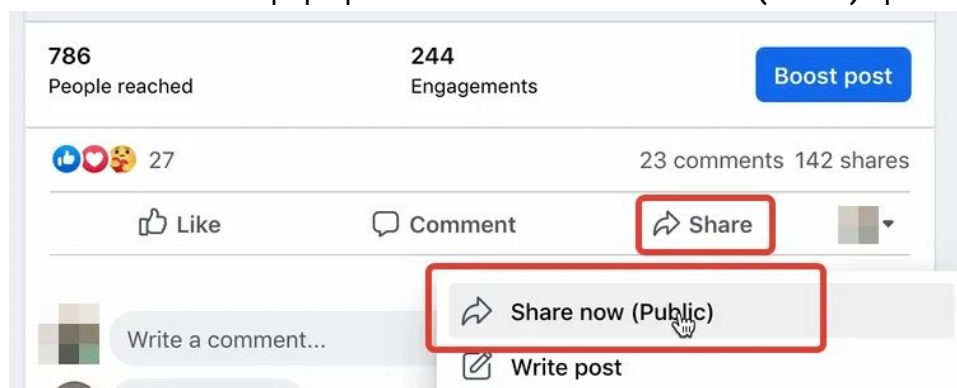 786
244
People reached
Engagements
Boost post
27
23 comments 142 shares
Like
Comment
Share
Share now (Public)
Write a comment...
Write post